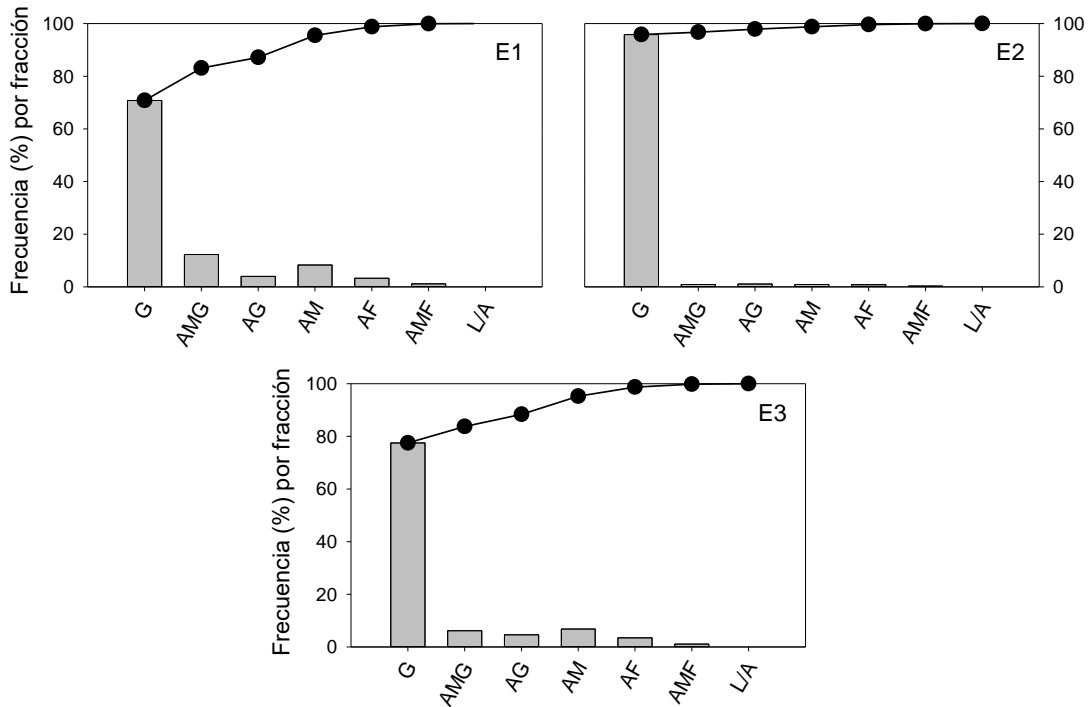 Frecuencia (%) por fracción
100
80
60
40
20
0
E1
G
AMG
AG
AM
AF
AMF
L/A
E2
100
80
60
40
20
0
G
AMG
AG
AM
AF
AMF
L/A
Frecuencia (%) por fracción
100
80
60
40
20
0
E3
G
AMG
AG
AM
AF
AMF
L/A